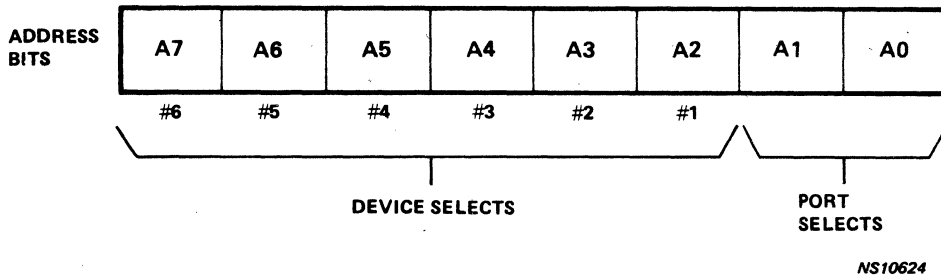 ADDRESS
BITS
A7 A6 A5 A4 A3 A2 A1 A0
#6 #5 #4 #3 #2 #1
DEVICE SELECTS
PORT
SELECTS
NS10624